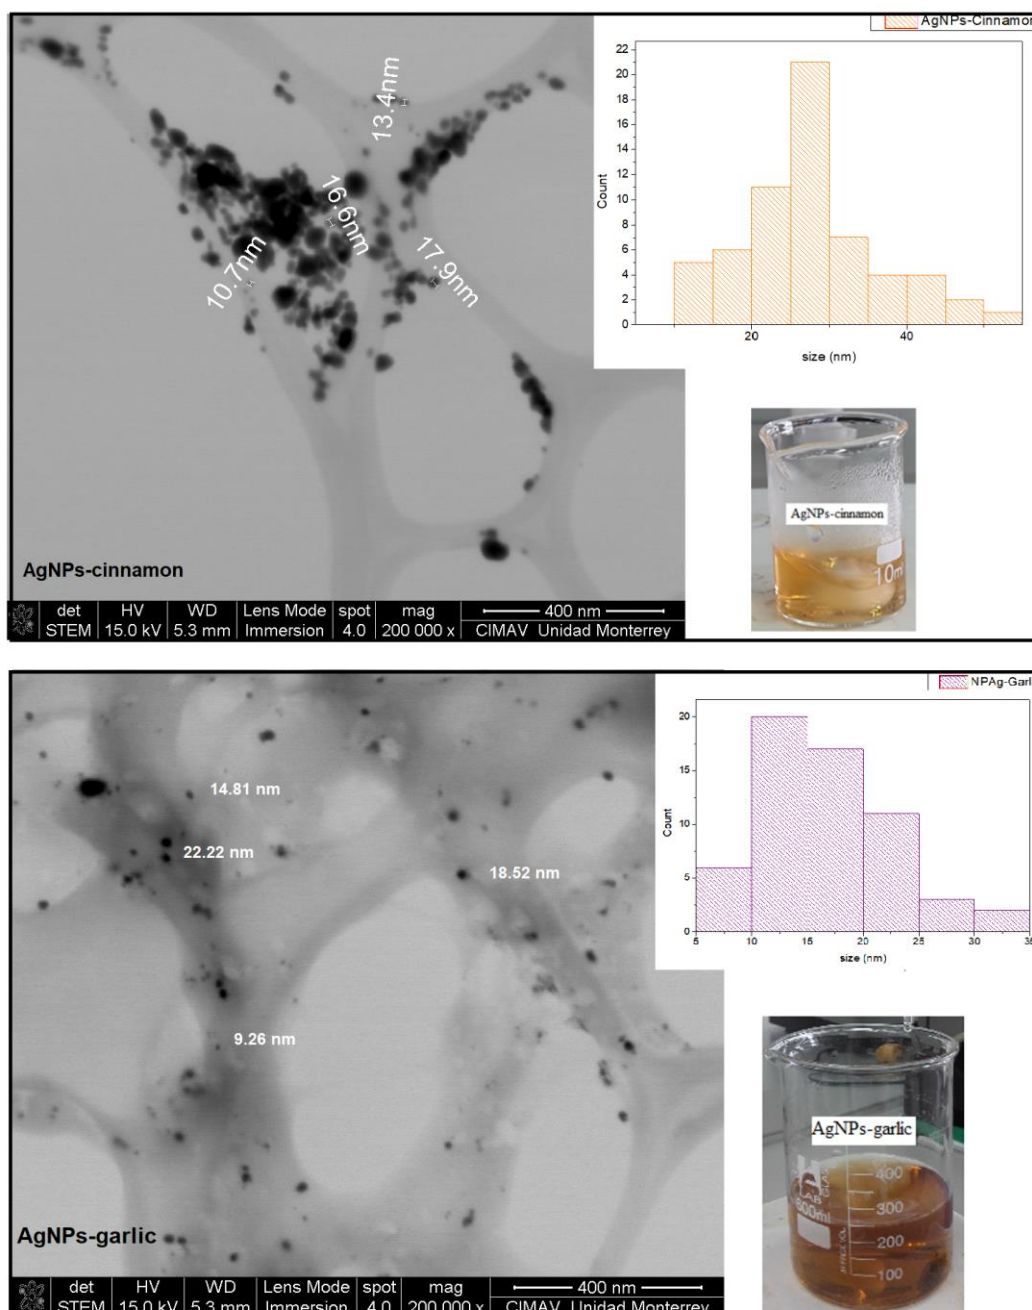 AgNPs-Cinnamon
22
20
18
16
14
12
10
8
6
4
2
0
Count
20 40
size (nm)
13.4nm
16.6nm
17.9nm
10.7nm
AgNPs-cinnamon
10ml
AgNPs-cinnamon
det HV WD Lens Mode spot mag 400 nm
STEM 15.0 kV 5.3 mm Immersion 4.0 200 000 x CIMAV Unidad Monterrey
NPAg-Garl
20
15
10
5
0
Count
5 10 15 20 25 30 35
size (nm)
14.81 nm
22.22 nm
18.52 nm
9.26 nm
AgNPs-garlic
AgNPs-garlic
400
300
200
100
600ml
det HV WD Lens Mode spot mag 400 nm
STEM 15.0 kV 5.3 mm Immersion 4.0 200 000 x CIMAV Unidad Monterrey